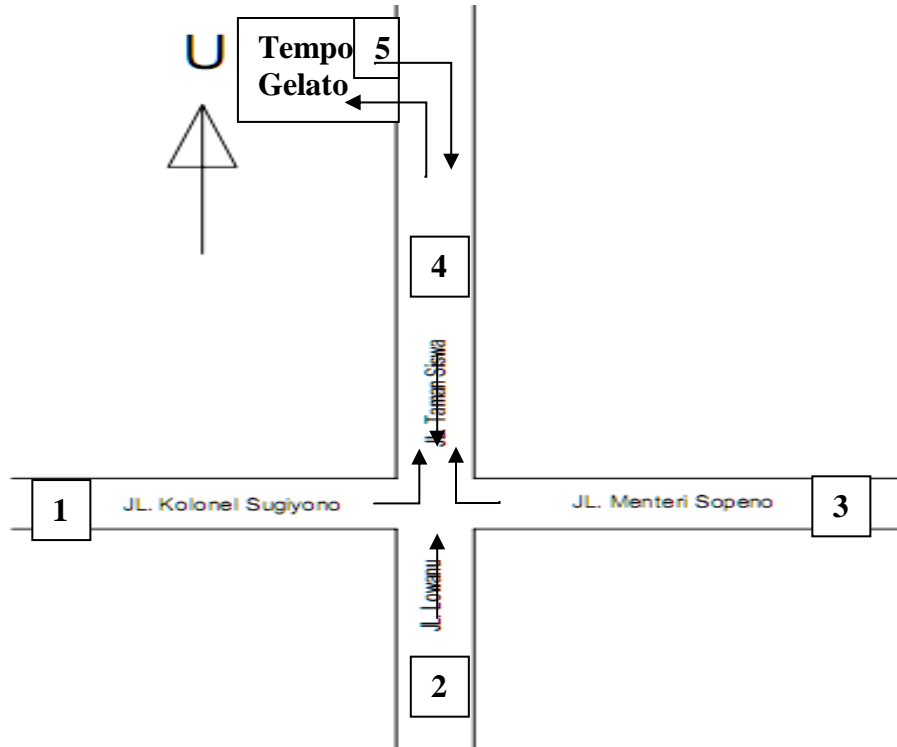 U
Tempo
Gelato
5
4
JL. Taman Siswa
1
JL. Kolonel Sugiyono
JL. Menteri Sopeno
3
JL. Lowanu
2